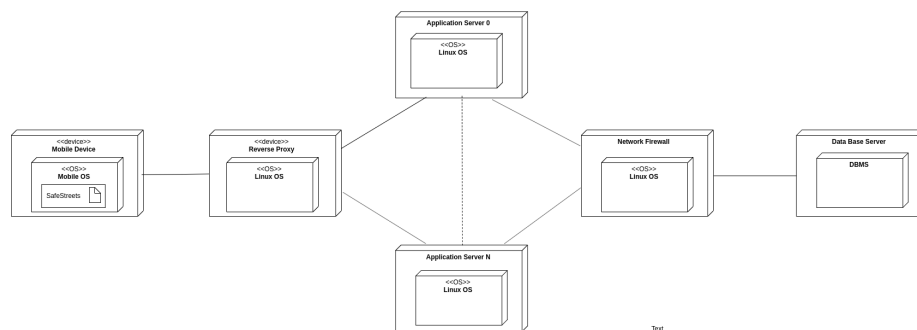 Application Server 0
<<OS>>
Linux OS
<<device>>
Mobile Device
<<OS>>
Mobile OS
SafeStreets
<<device>>
Reverse Proxy
<<OS>>
Linux OS
Network Firewall
<<OS>>
Linux OS
Data Base Server
DBMS
Application Server N
<<OS>>
Linux OS
Text